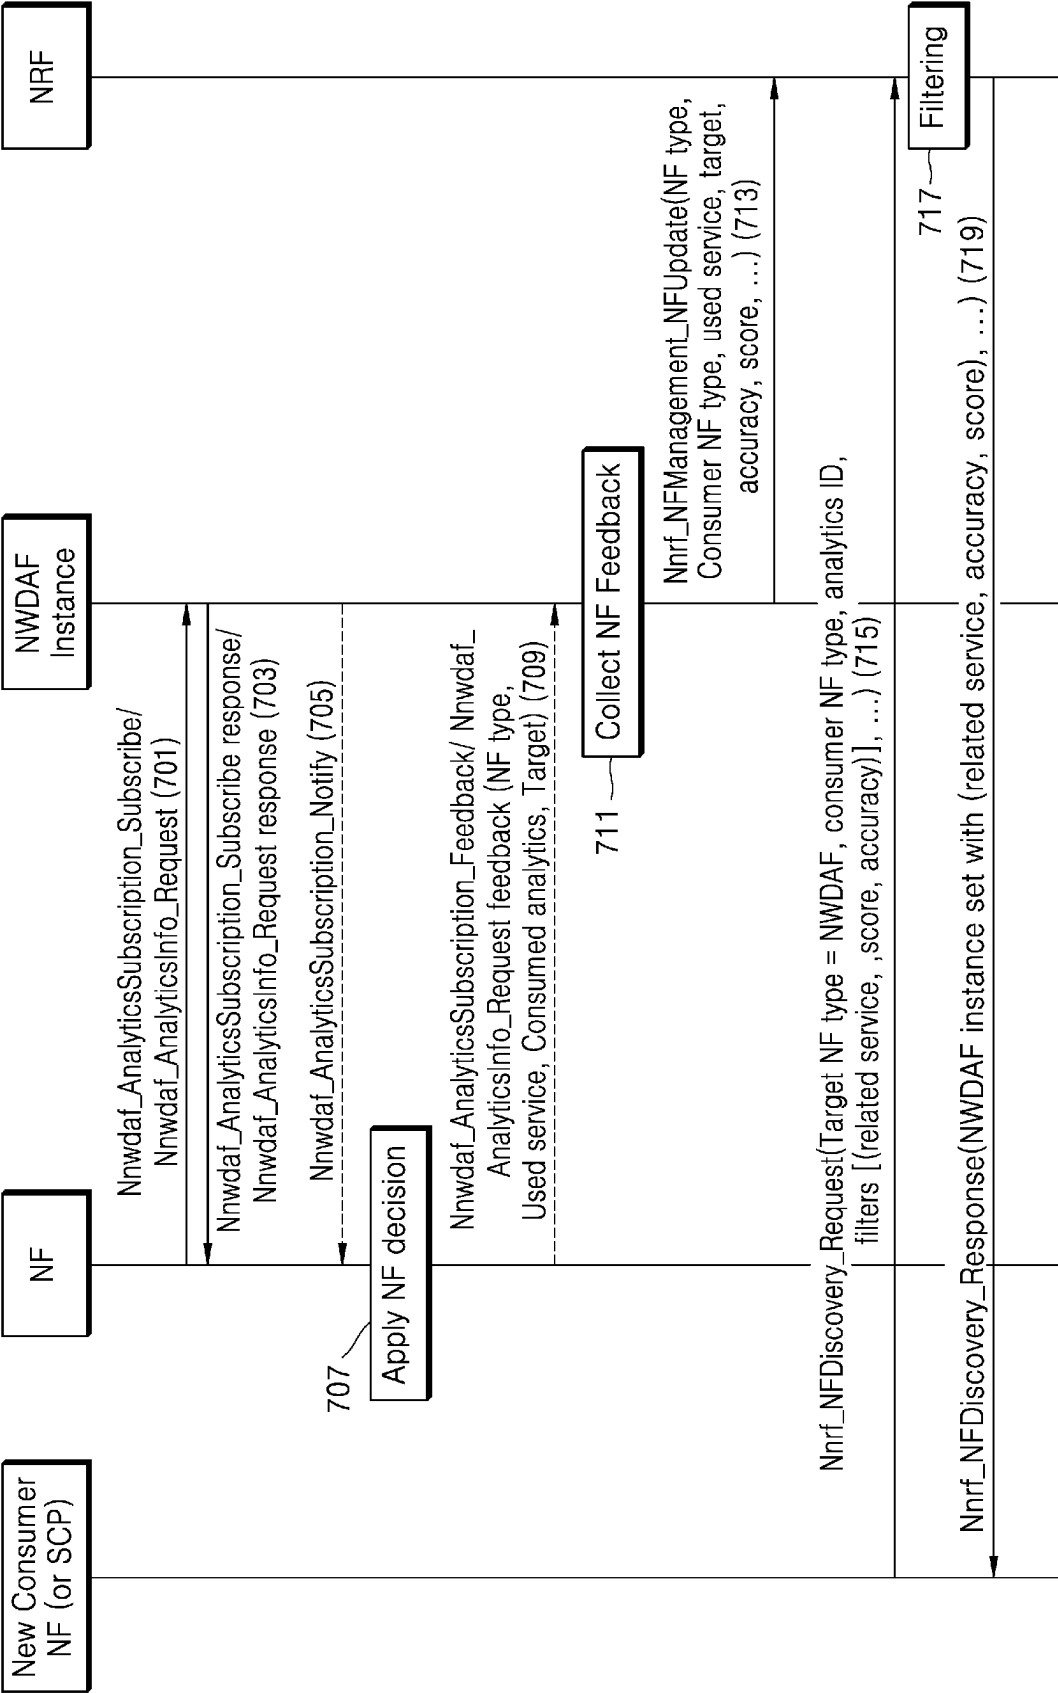 New Consumer
NF (or SCP)
NF
NWDAF
Instance
NRF
Nnwdaf_AnalyticsSubscription_Subscribe/
Nnwdaf_AnalyticsInfo_Request (701)
Nnwdaf_AnalyticsSubscription_Subscribe response/
Nnwdaf_AnalyticsInfo_Request response (703)
Nnwdaf_AnalyticsSubscription_Notify (705)
707
Apply NF decision
Nnwdaf_AnalyticsSubscription_Feedback/ Nnwdaf_
AnalyticsInfo_Request feedback (NF type,
Used service, Consumed analytics, Target) (709)
711
Collect NF Feedback
Nnrf_NFManagement_NFUpdate(NF type,
Consumer NF type, used service, target,
accuracy, score, ...) (713)
Nnrf_NFDiscovery_Request(Target NF type = NWDAF, consumer NF type, analytics ID,
filters [(related service, ,score, accuracy)], ...) (715)
717
Filtering
Nnrf_NFDiscovery_Response(NWDAF instance set with (related service, accuracy, score), ...) (719)